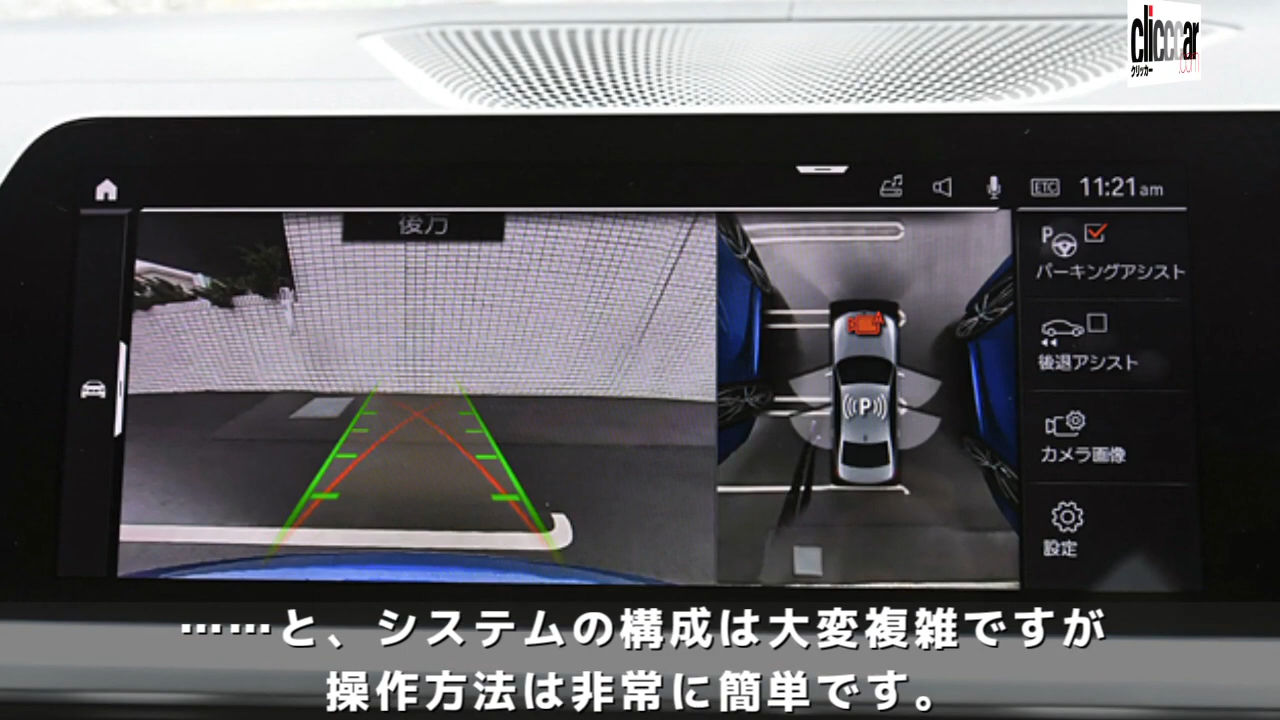 cliccar
.com
クリッカー
ETC 11:21am
後方
P
パーキングアシスト
後退アシスト
カメラ画像
設定
P
A
……と、システムの構成は大変複雑ですが
操作方法は非常に簡単です。